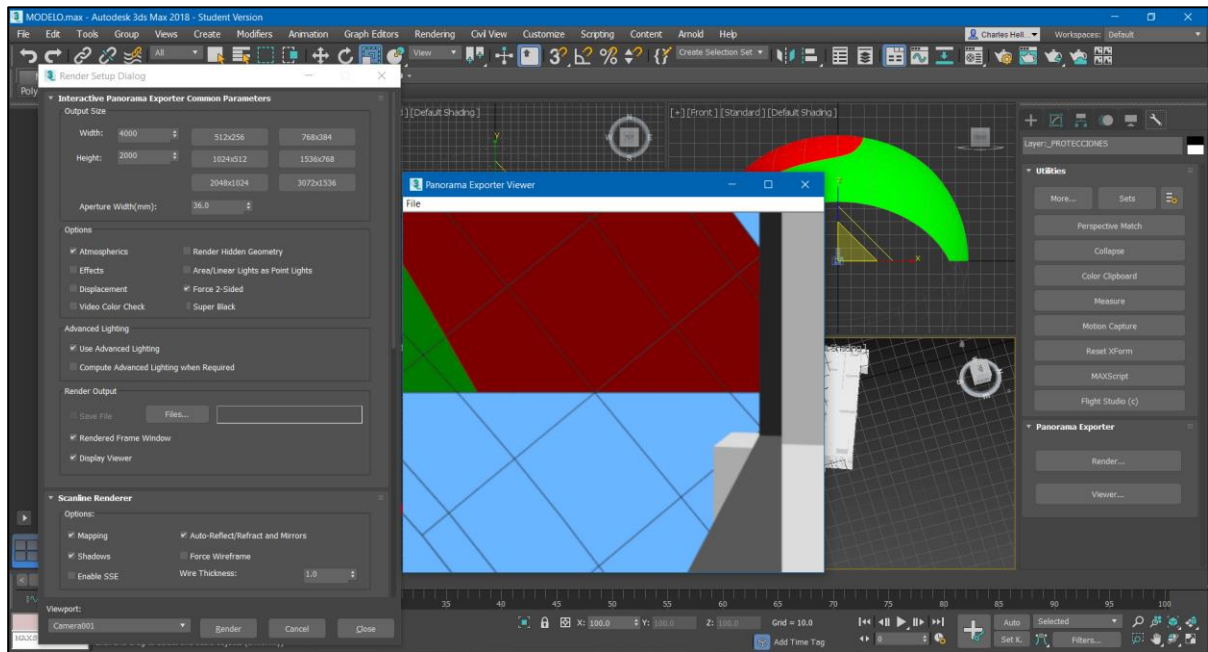 MODELO.max - Autodesk 3ds Max 2018 - Student Version
File Edit Tools Group Views Create Modifiers Animation Graph Editors Rendering Civil View Customize Scripting Content Arnold Help
Charles Hell...
Workspaces: Default
All
View
Create Selection Set
Poly
Render Setup Dialog
Interactive Panorama Exporter Common Parameters
Output Size
Width: 4000 512x256 768x384
Height: 2000 1024x512 1536x768
2048x1024 3072x1536
Aperture Width(mm): 36.0
Options
Atmospherics Render Hidden Geometry
Effects Area/Linear Lights as Point Lights
Displacement Force 2-Sided
Video Color Check Super Black
Advanced Lighting
Use Advanced Lighting
Compute Advanced Lighting when Required
Render Output
Save File Files...
Rendered Frame Window
Display Viewer
Scanline Renderer
Options:
Mapping Auto-Reflect/Refract and Mirrors
Shadows Force Wireframe
Enable SSE Wire Thickness: 1.0
Viewport:
Camera001 Render Cancel Close
] [Default Shading ]
[+] [Front ] [Standard ] [Default Shading ]
y
z
x
Panorama Exporter Viewer
File
Layer:_PROTECCIONES
Utilities
More... Sets
Perspective Match
Collapse
Color Clipboard
Measure
Motion Capture
Reset XForm
MAXScript
Flight Studio (c)
Panorama Exporter
Render...
Viewer...
35 40 45 50 55 60 65 70 75 80 85 90 95 100
X: 100.0 Y: 100.0 Z: 100.0 Grid = 10.0
Add Time Tag
0
Auto Selected
Set K. Filters...